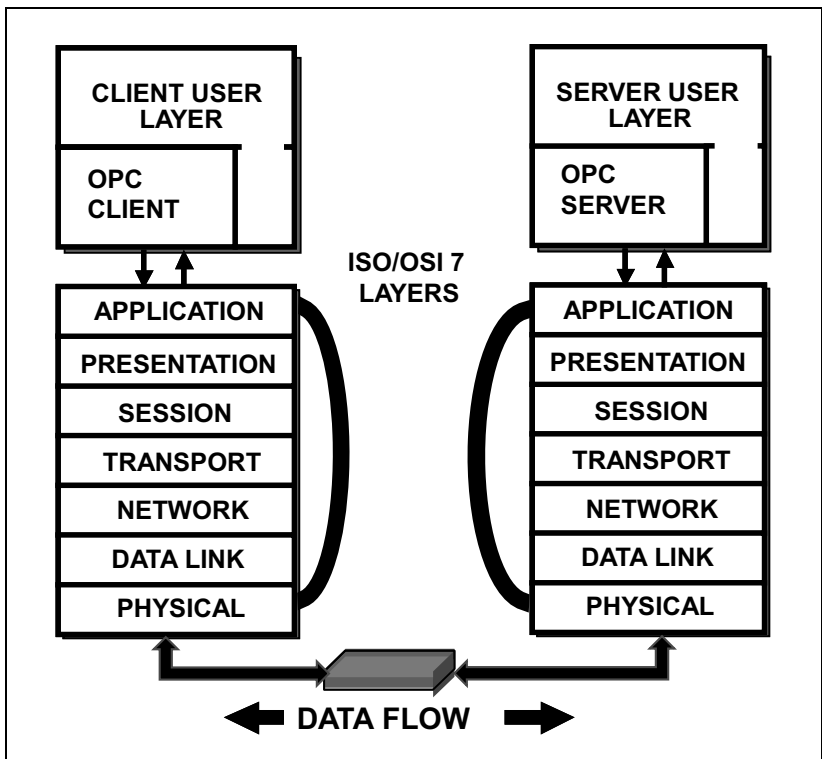 CLIENT USER
LAYER
OPC
CLIENT
APPLICATION
PRESENTATION
SESSION
TRANSPORT
NETWORK
DATA LINK
PHYSICAL
ISO/OSI 7
LAYERS
SERVER USER
LAYER
OPC
SERVER
APPLICATION
PRESENTATION
SESSION
TRANSPORT
NETWORK
DATA LINK
PHYSICAL
DATA FLOW